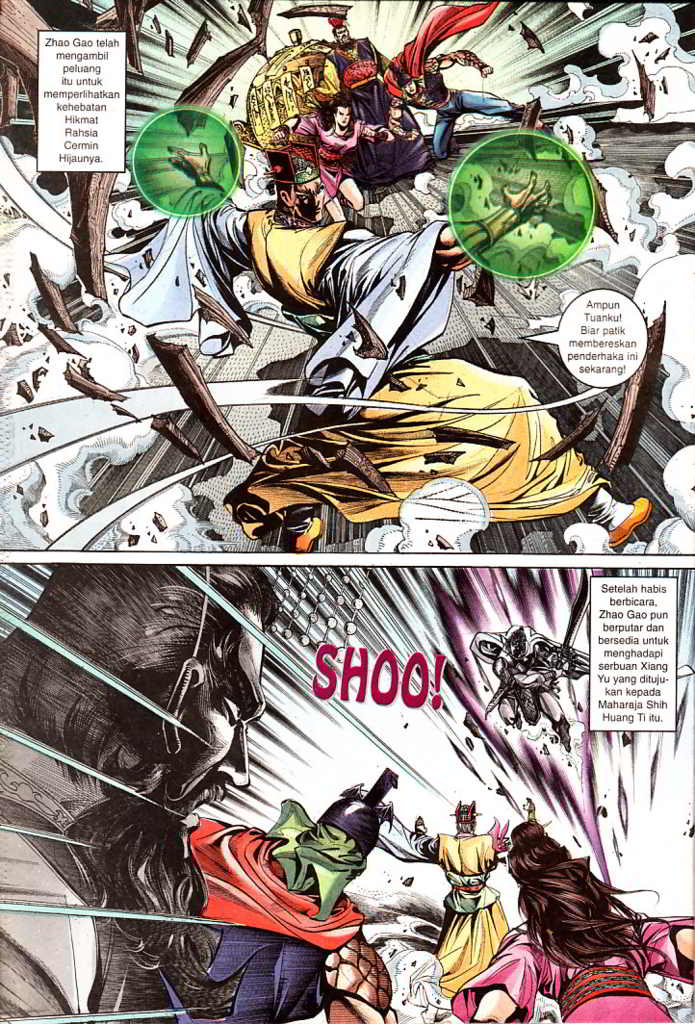 Zhao Gao telah
mengambil
peluang
itu untuk
memperlihatkan
kehebatan
Hikmat
Rahsia
Cermin
Hijaunya.
Ampun
Tuanku!
Biar patik
membereskan
penderhaka ini
sekarang!
Setelah habis
berbicara,
Zhao Gao pun
berputar dan
bersedia untuk
menghadapi
serbuan Xiang
Yu yang dituju-
kan kepada
Maharaja Shih
Huang Ti itu.
SHOO!